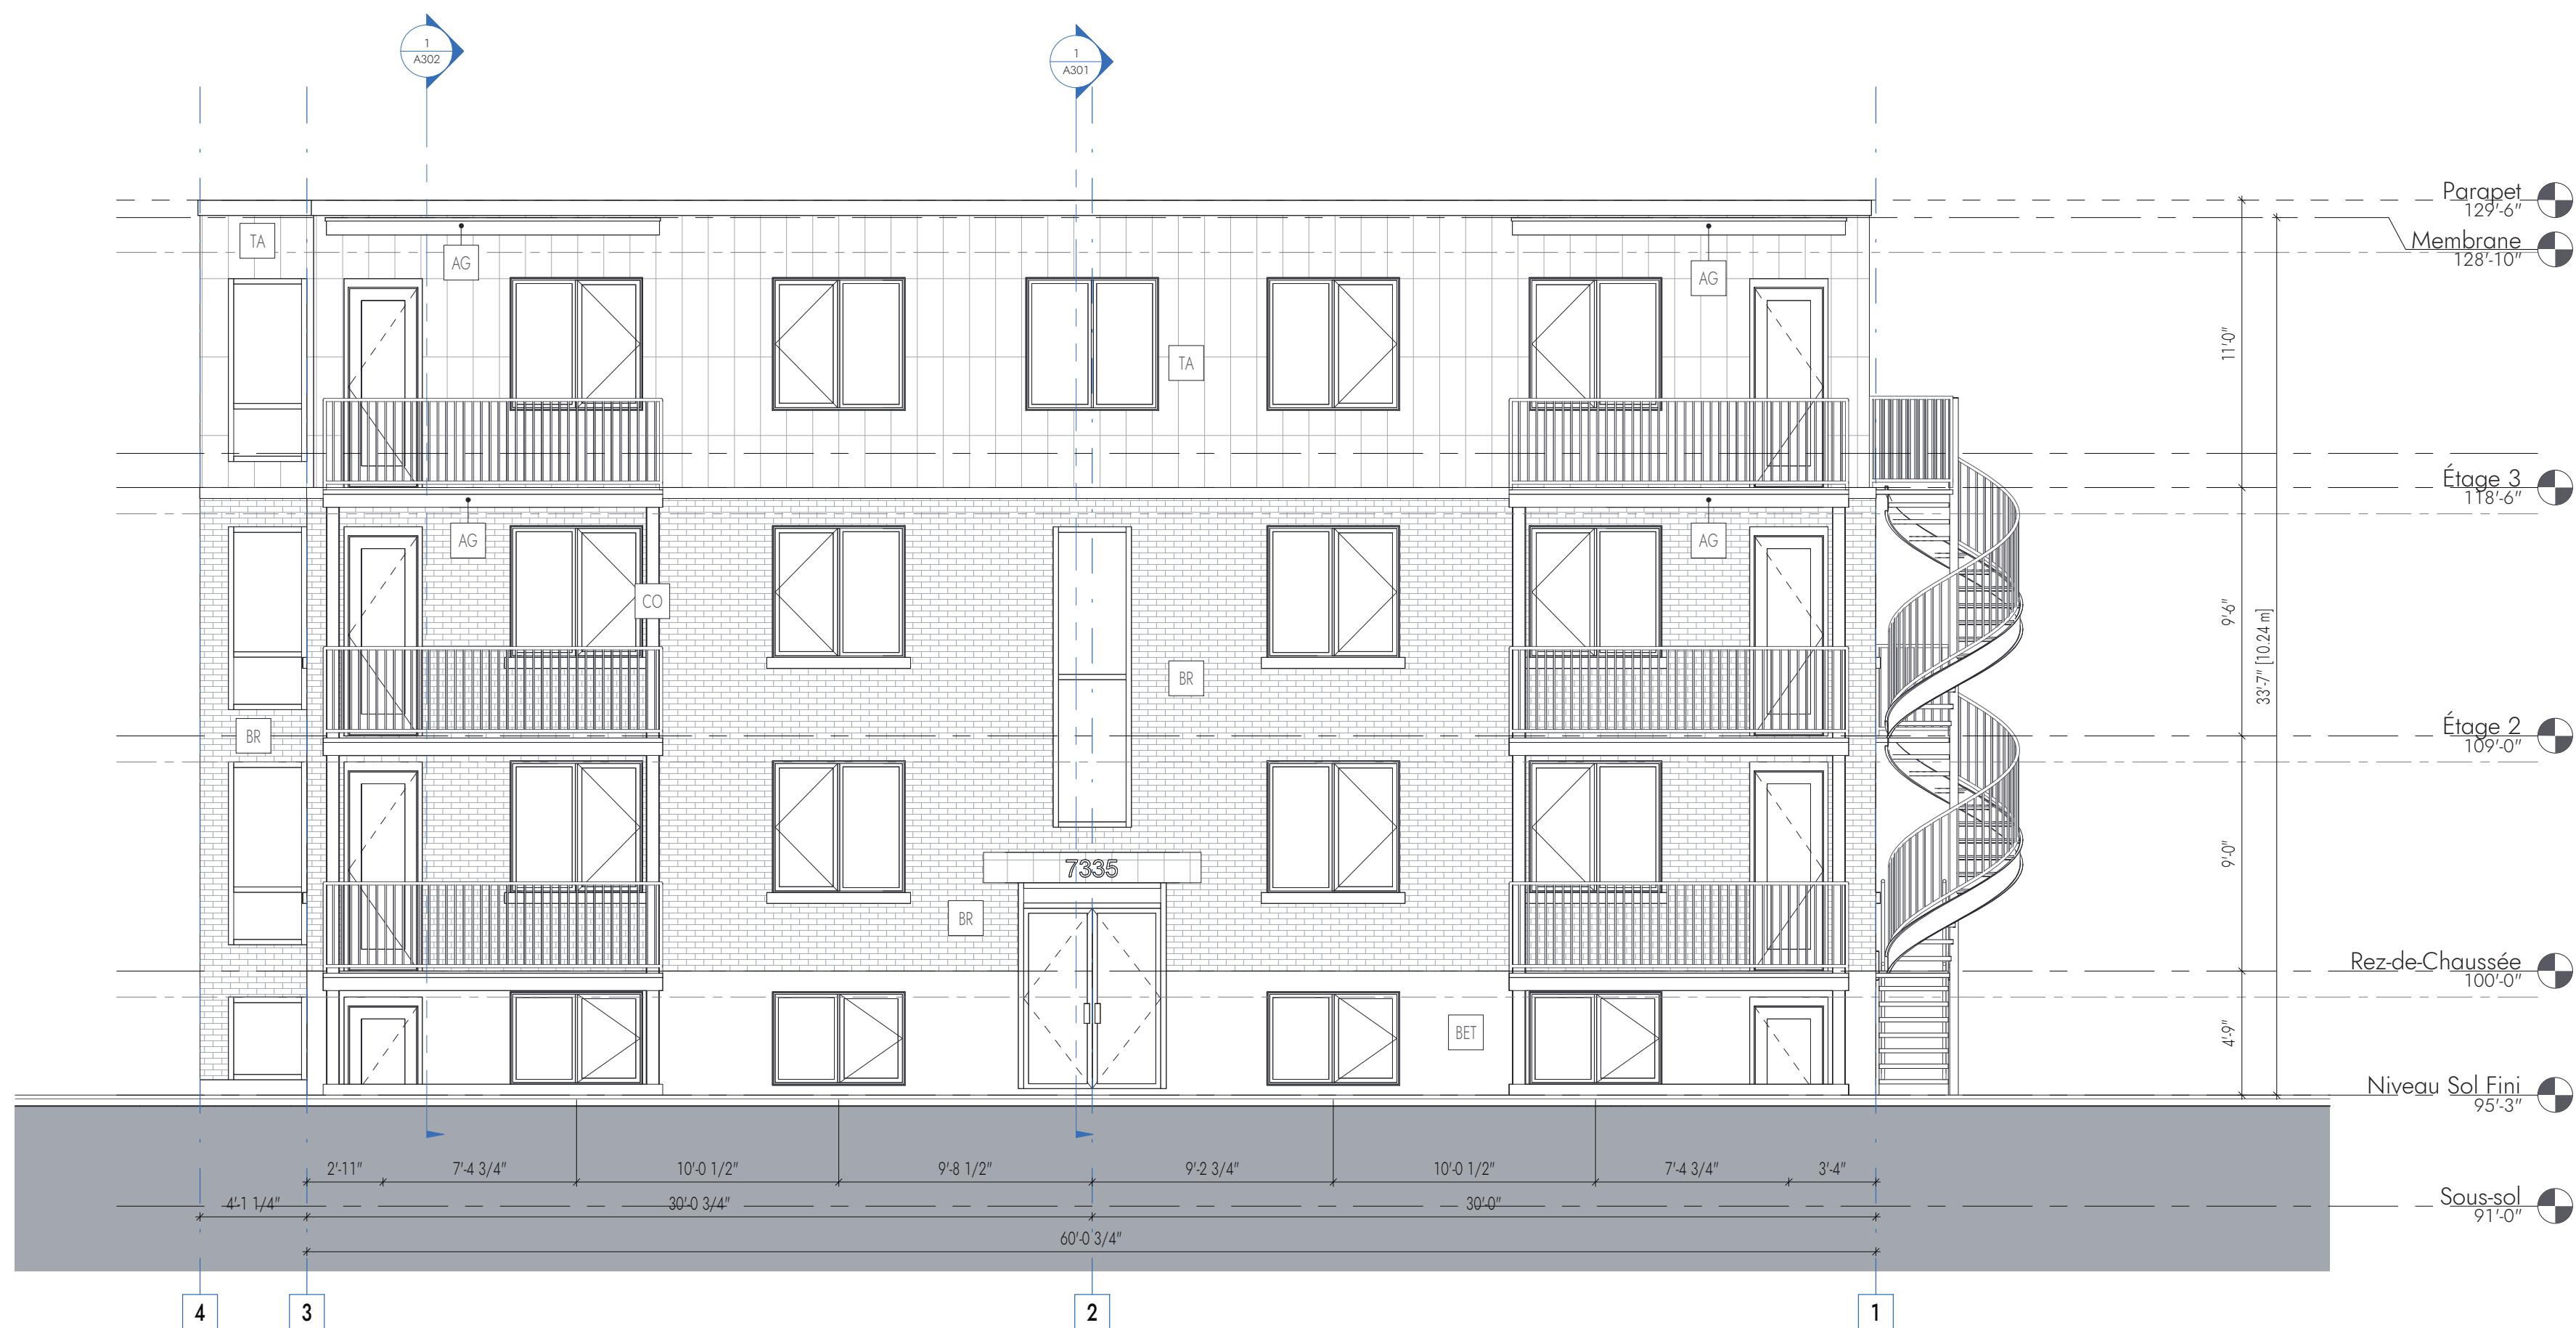 1
A302
1
A301
Parapet
129'-6"
Membrane
128'-10"
TA
AG
AG
11'-0"
TA
Étage 3
118'-6"
AG
AG
CO
9'-6"
33'-7" [10.24 m]
BR
BR
Étage 2
109'-0"
7335
9'-0"
BR
Rez-de-Chaussée
100'-0"
BET
4'-9"
Niveau Sol Fini
95'-3"
2'-11" 7'-4 3/4" 10'-0 1/2" 9'-8 1/2" 9'-2 3/4" 10'-0 1/2" 7'-4 3/4" 3'-4"
4'-1 1/4" 30'-0 3/4" 30'-0"
Sous-sol
91'-0"
60'-0 3/4"
4 3 2 1